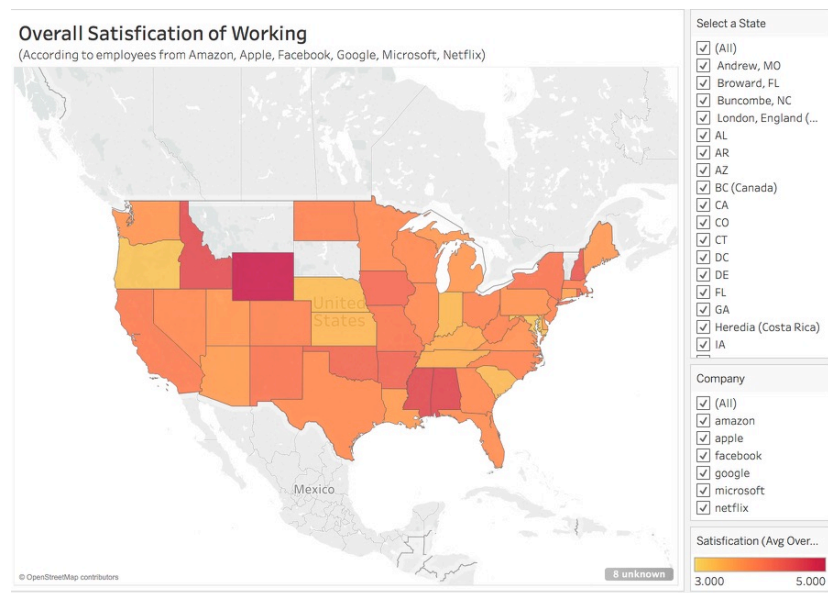 Overall Satisfication of Working
(According to employees from Amazon, Apple, Facebook, Google, Microsoft, Netflix)
United
States
Mexico
© OpenStreetMap contributors
8 unknown
Select a State
(All)
Andrew, MO
Broward, FL
Buncombe, NC
London, England (...
AL
AR
AZ
BC (Canada)
CA
CO
CT
DC
DE
FL
GA
Heredia (Costa Rica)
IA
Company
(All)
amazon
apple
facebook
google
microsoft
netflix
Satisfication (Avg Over...
3.000
5.000